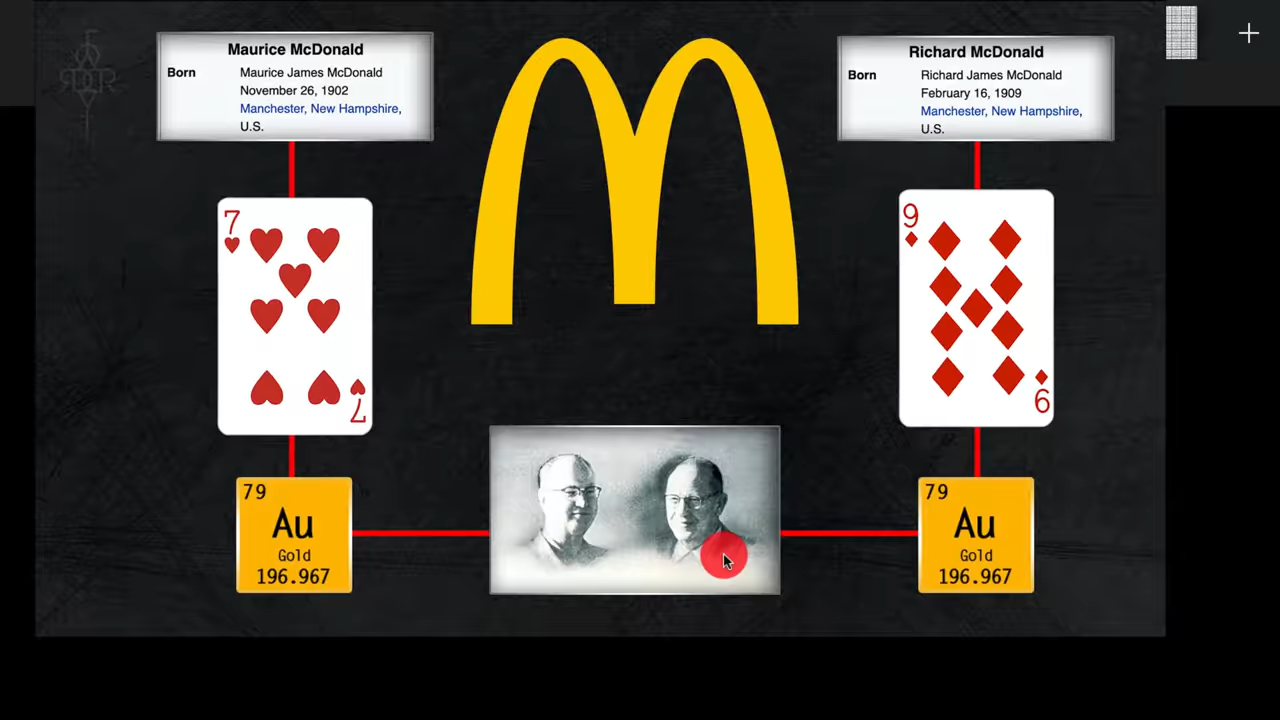 Maurice McDonald
Born Maurice James McDonald
November 26, 1902
Manchester, New Hampshire,
U.S.
Richard McDonald
Born Richard James McDonald
February 16, 1909
Manchester, New Hampshire,
U.S.
7
7
9
9
79
Au
Gold
196.967
79
Au
Gold
196.967